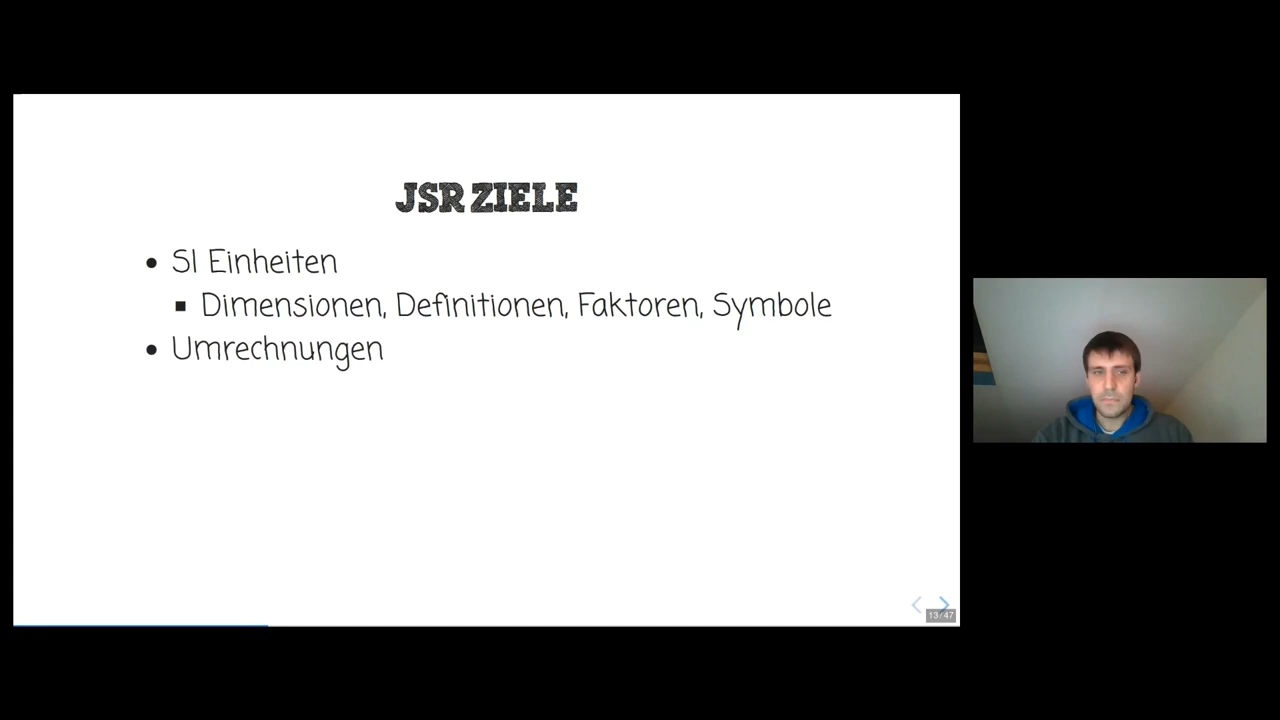 JSR ZIELE
SI Einheiten
Dimensionen, Definitionen, Faktoren, Symbole
Umrechnungen
13/47